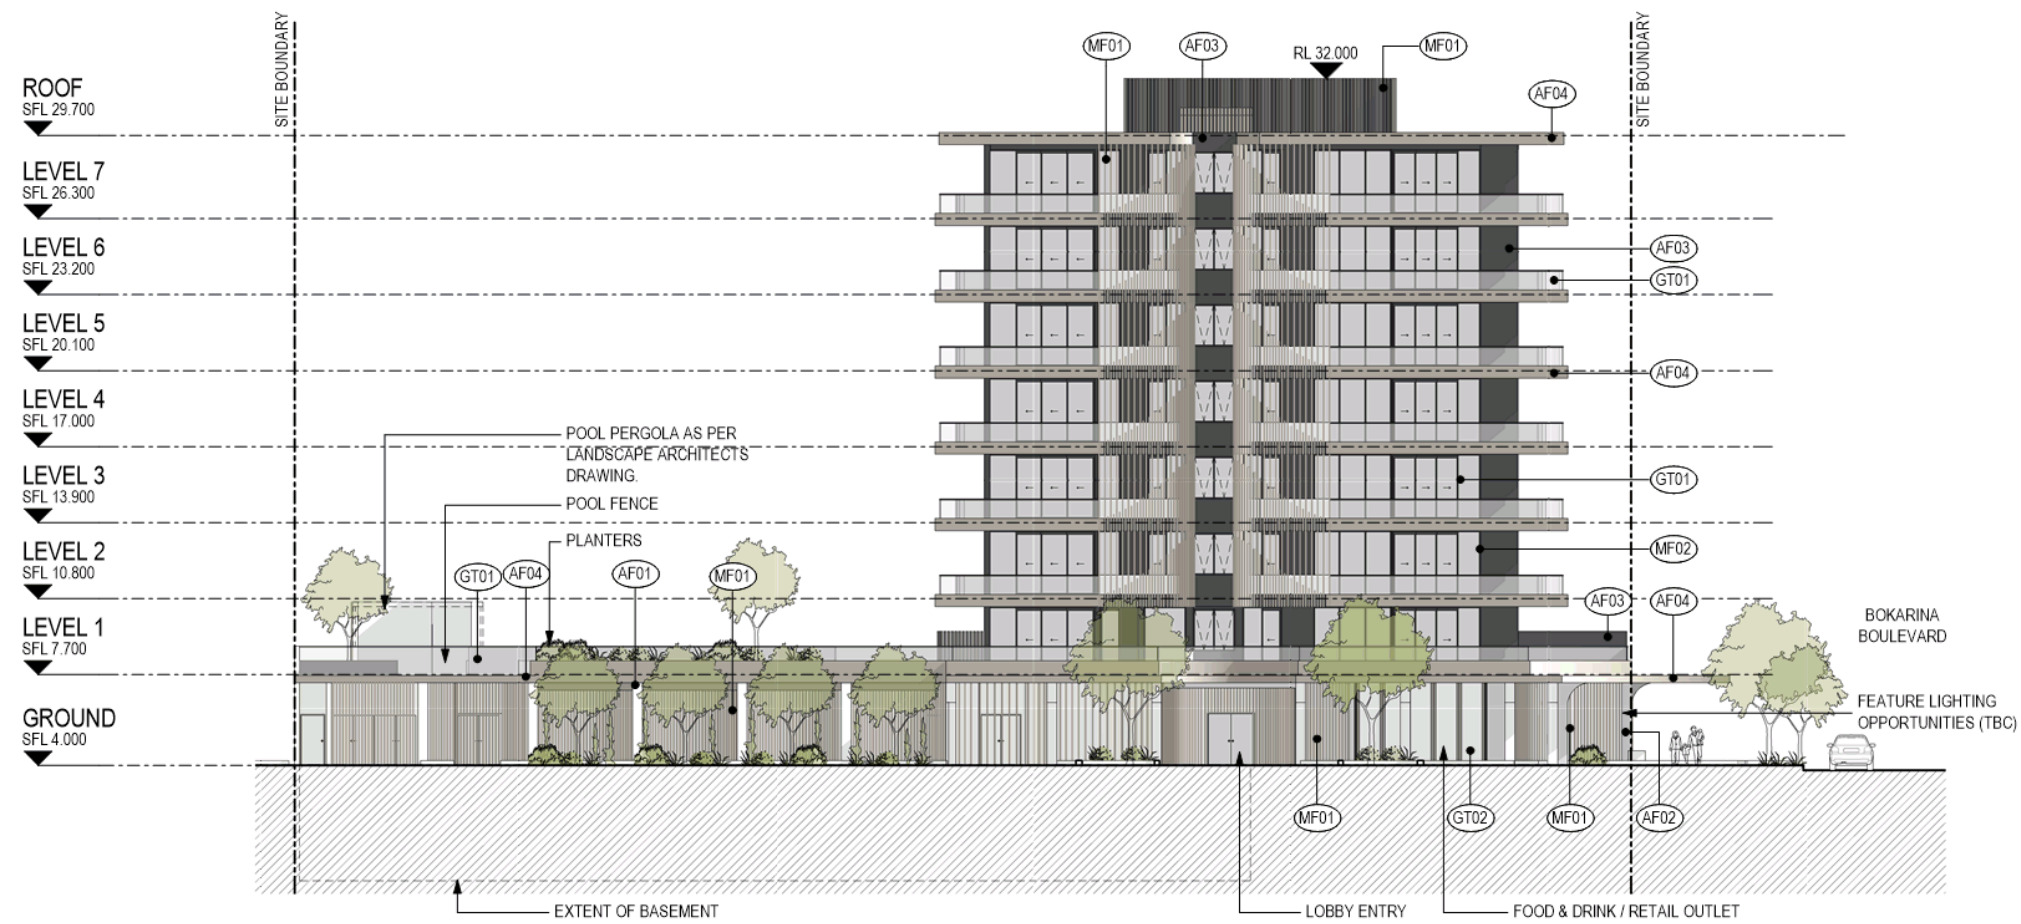 SITE BOUNDARY
MF01
AF03
RL 32.000
MF01
SITE BOUNDARY
ROOF
SFL 29.700
AF04
LEVEL 7
SFL 26.300
LEVEL 6
SFL 23.200
AF03
GT01
LEVEL 5
SFL 20.100
AF04
LEVEL 4
SFL 17.000
POOL PERGOLA AS PER
LANDSCAPE ARCHITECTS
DRAWING.
LEVEL 3
SFL 13.900
GT01
POOL FENCE
PLANTERS
LEVEL 2
SFL 10.800
MF02
GT01
AF04
AF01
MF01
AF03
AF04
LEVEL 1
SFL 7.700
BOKARINA
BOULEVARD
GROUND
SFL 4.000
FEATURE LIGHTING
OPPORTUNITIES (TBC)
MF01
GT02
MF01
AF02
EXTENT OF BASEMENT
LOBBY ENTRY
FOOD & DRINK / RETAIL OUTLET